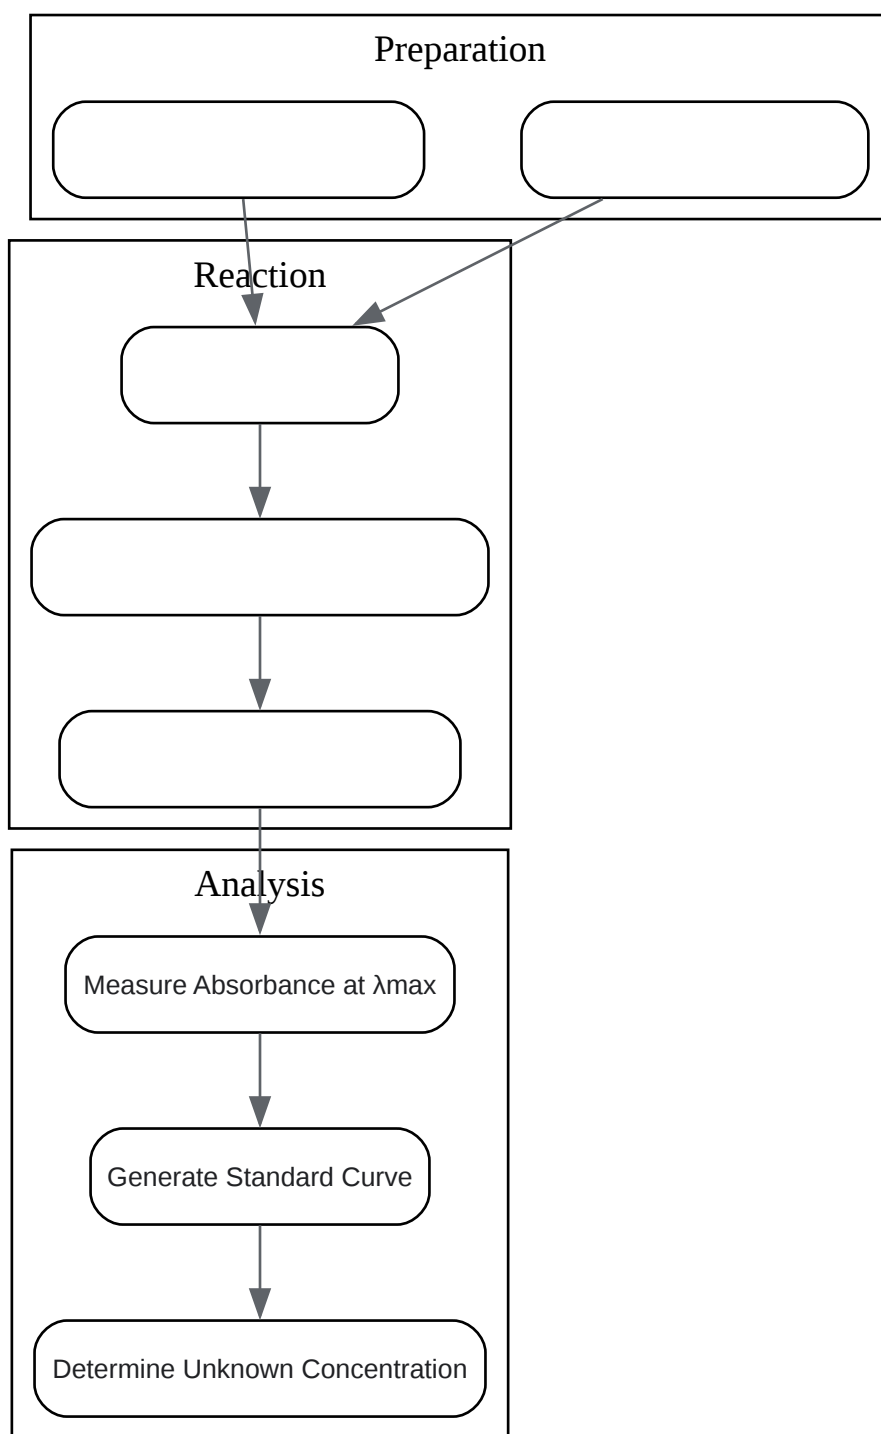 Preparation
Reaction
Analysis
Measure Absorbance at λmax
Generate Standard Curve
Determine Unknown Concentration